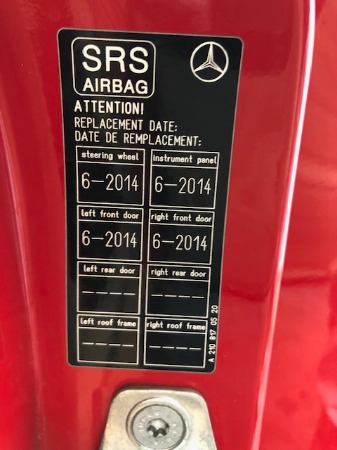 SRS
AIRBAG
ATTENTION!
REPLACEMENT DATE:
DATE DE REMPLACEMENT:
steering wheel instrument panel
6-2014 6-2014
left front door right front door
6-2014 6-2014
left rear door right rear door
---- ----
left roof frame right roof frame
---- ----
A 210 817 05 20